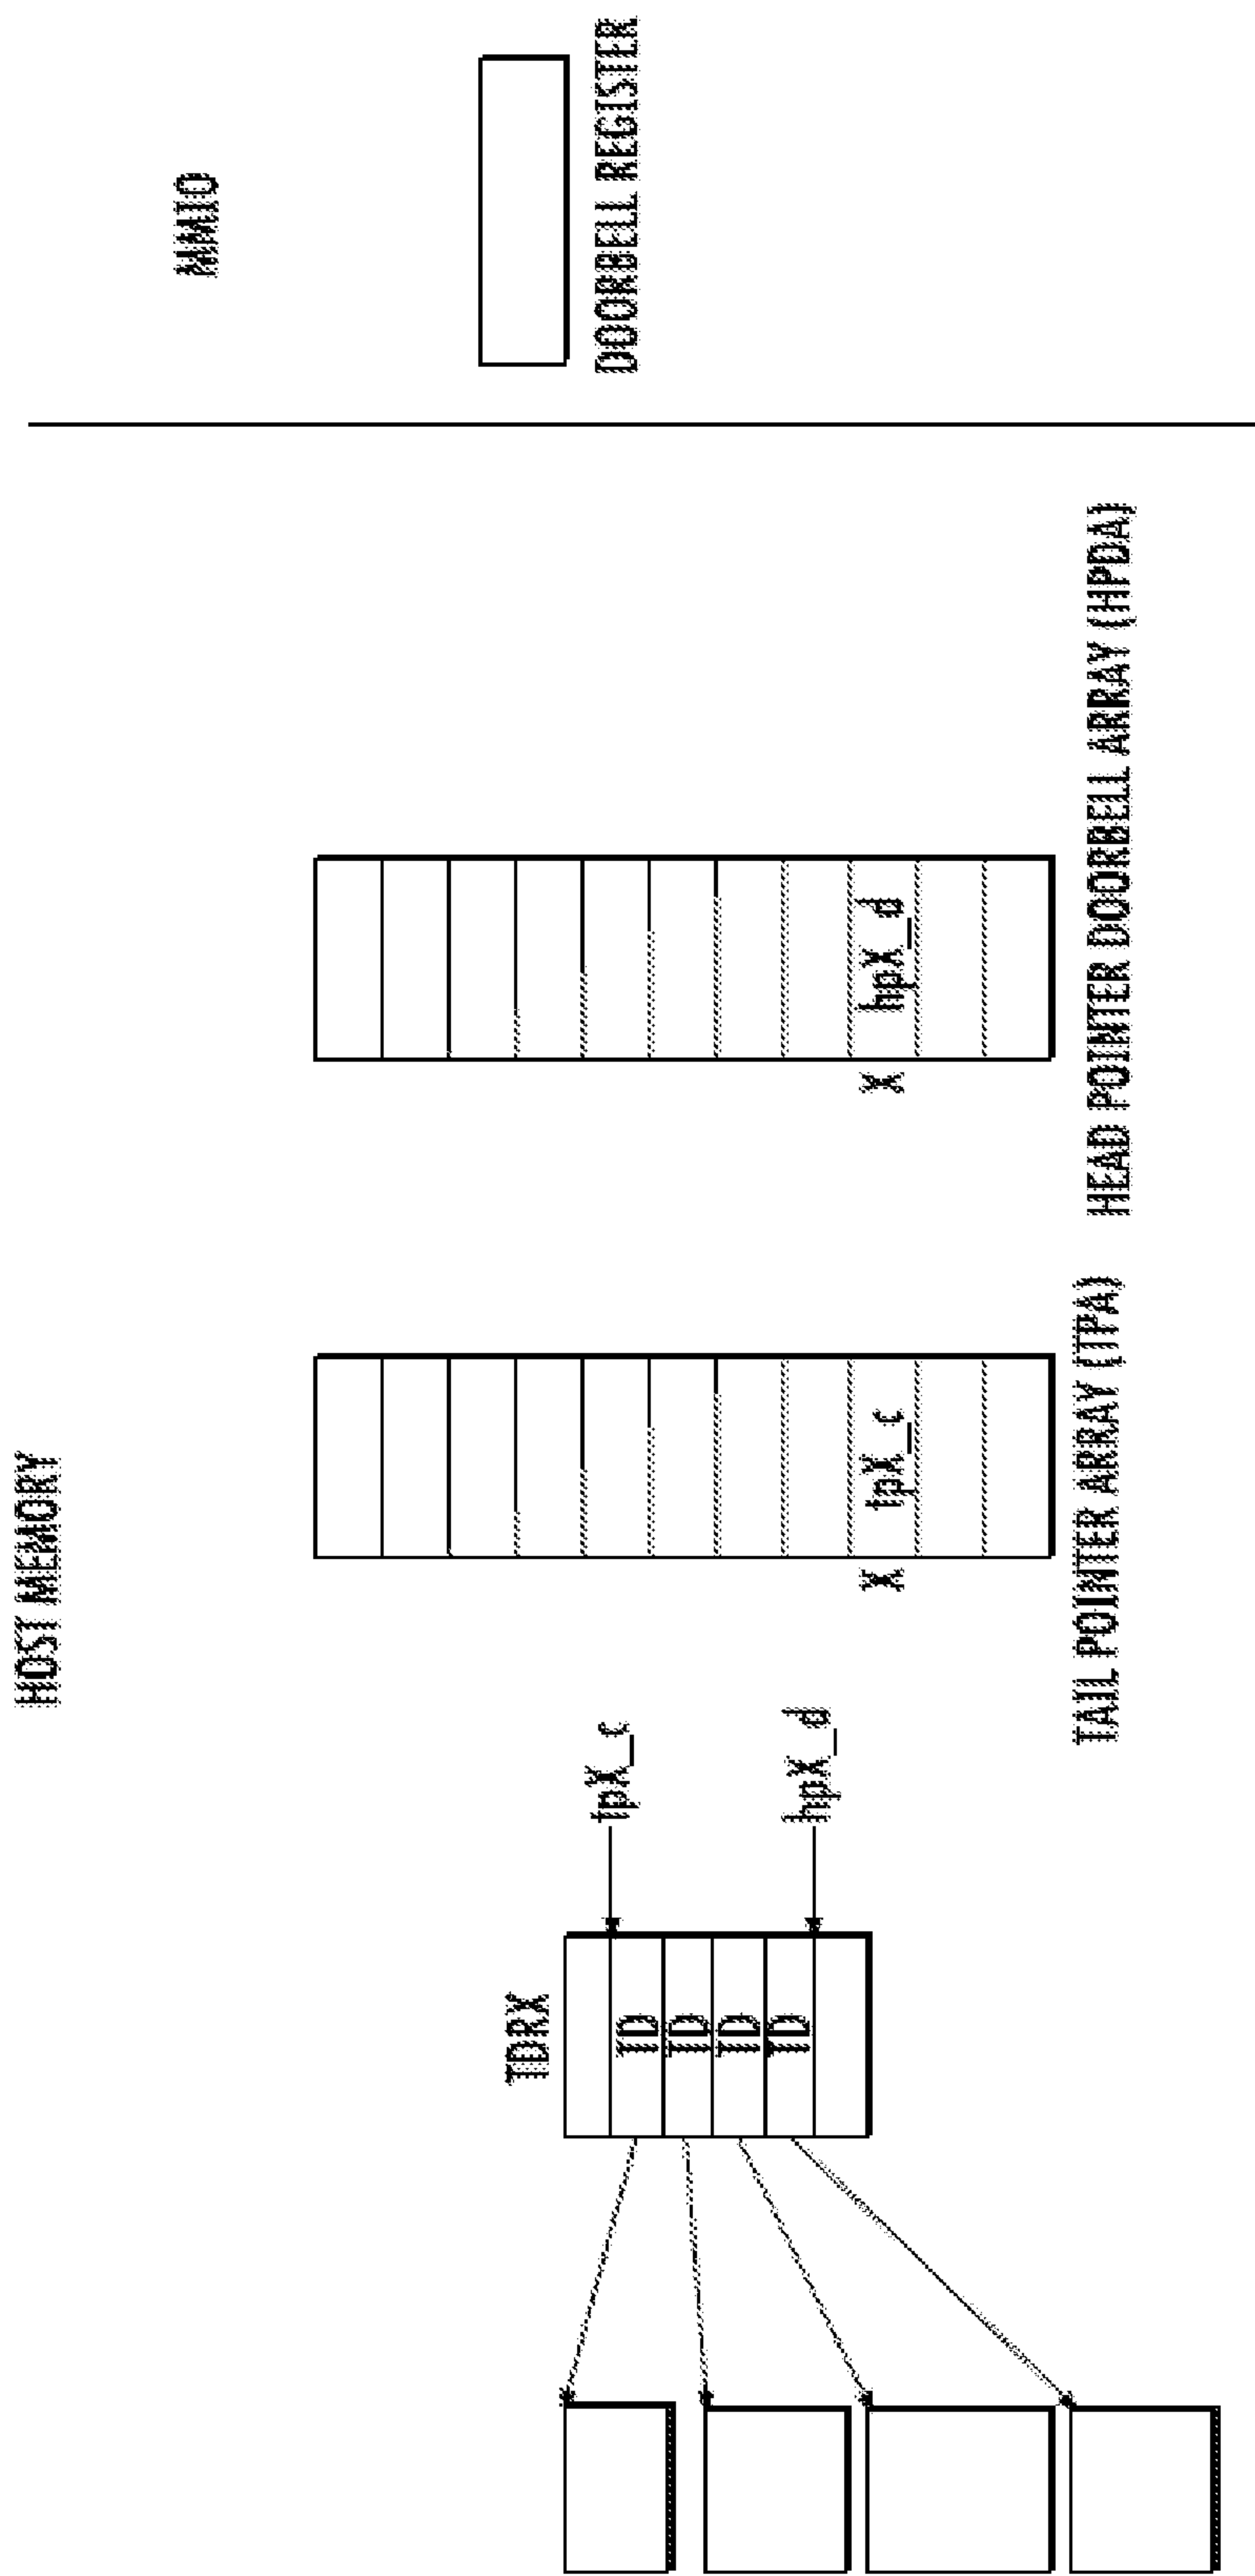 HOST MEMORY
MMIO
TDRX
TD
TD
TD
TD
tpX_c
hpX_d
X
tpX_c
TAIL POINTER ARRAY (TPA)
X
hpX_d
HEAD POINTER DOORBELL ARRAY (HPDA)
DOORBELL REGISTER